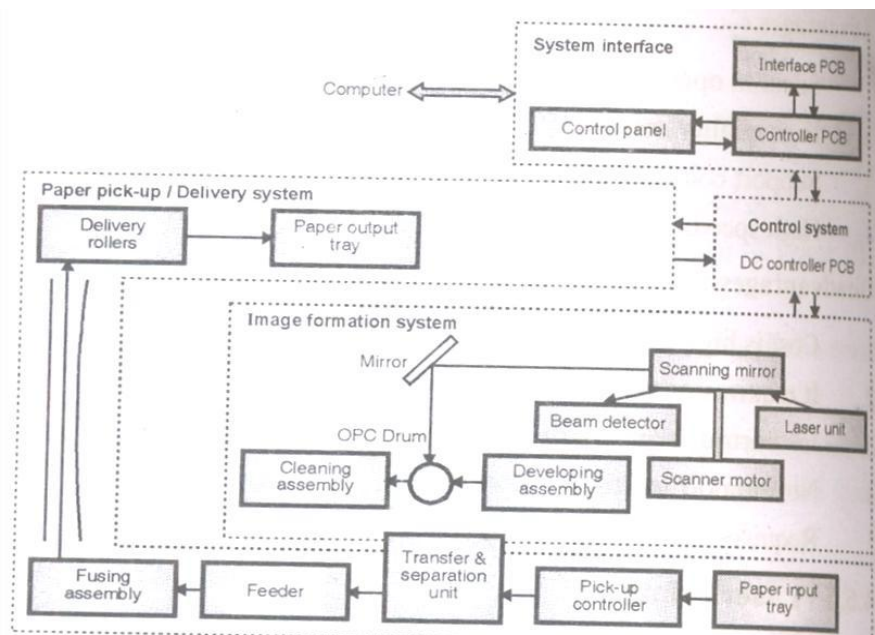 System interface
Interface PCB
Computer
Control panel
Controller PCB
Paper pick-up / Delivery system
Delivery
rollers
Paper output
tray
Control system
DC controller PCB
Image formation system
Mirror
Scanning mirror
Beam detector
Laser unit
OPC Drum
Cleaning
assembly
Developing
assembly
Scanner motor
Fusing
assembly
Feeder
Transfer &
separation
unit
Pick-up
controller
Paper input
tray